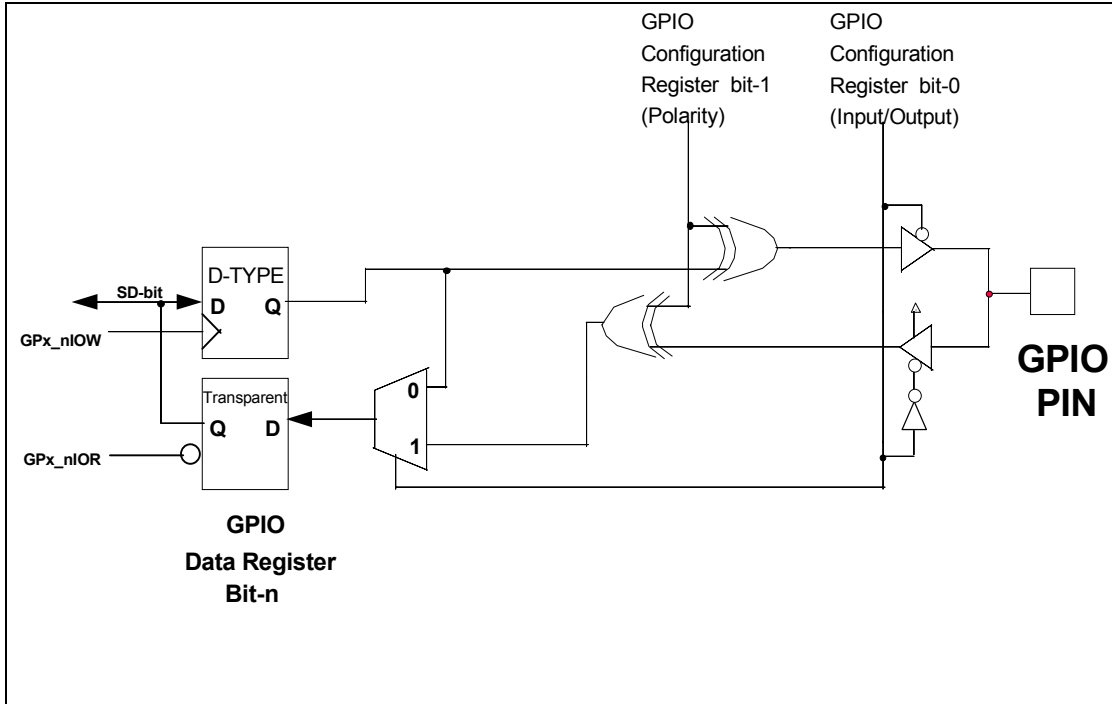 GPIO
Configuration
Register bit-1
(Polarity)
GPIO
Configuration
Register bit-0
(Input/Output)
D-TYPE
SD-bit
D
Q
GPx_nIOW
Transparent
Q
D
GPx_nIOR
0
1
GPIO
PIN
GPIO
Data Register
Bit-n